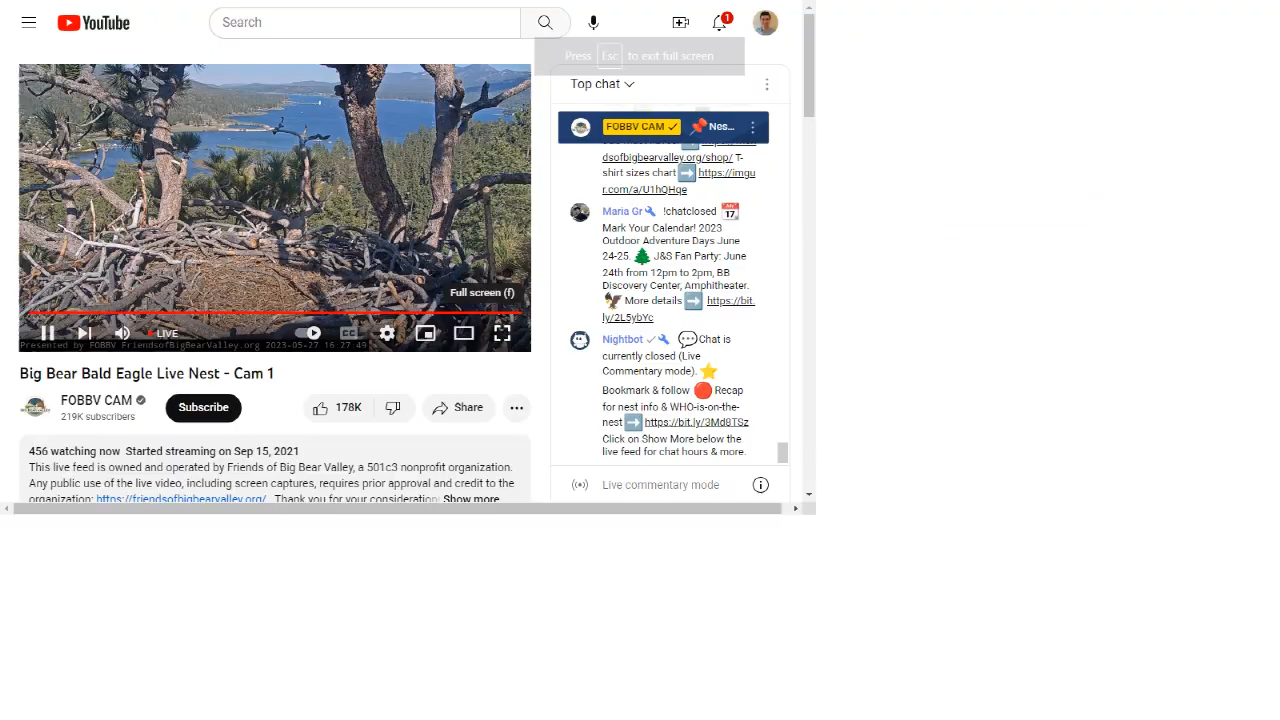 YouTube
Search
1
Press Esc to exit full screen
Top chat
FOBBV CAM Nes...
dsofbigbearvalley.org/shop/ T-
shirt sizes chart https://imgu
r.com/a/U1hQHqe
Maria Gr !chatclosed
Mark Your Calendar! 2023
Outdoor Adventure Days June
24-25. J&S Fan Party: June
24th from 12pm to 2pm, BB
Discovery Center, Amphitheater.
More details https://bit.
ly/2L5ybYc
Nightbot Chat is
currently closed (Live
Commentary mode).
Bookmark & follow Recap
for nest info & WHO-is-on-the-
nest https://bit.ly/3Md8TSz
Click on Show More below the
live feed for chat hours & more.
Live commentary mode
Full screen (f)
LIVE
CC
Presented by FOBBV FriendsofBigBearValley.org 2023-05-27 16:27:49
Big Bear Bald Eagle Live Nest - Cam 1
FOBBV CAM
219K subscribers
Subscribe
178K
Share
456 watching now Started streaming on Sep 15, 2021
This live feed is owned and operated by Friends of Big Bear Valley, a 501c3 nonprofit organization.
Any public use of the live video, including screen captures, requires prior approval and credit to the
organization: https://friendsofbigbearvalley.org/ . Thank you for your consideration! Show more